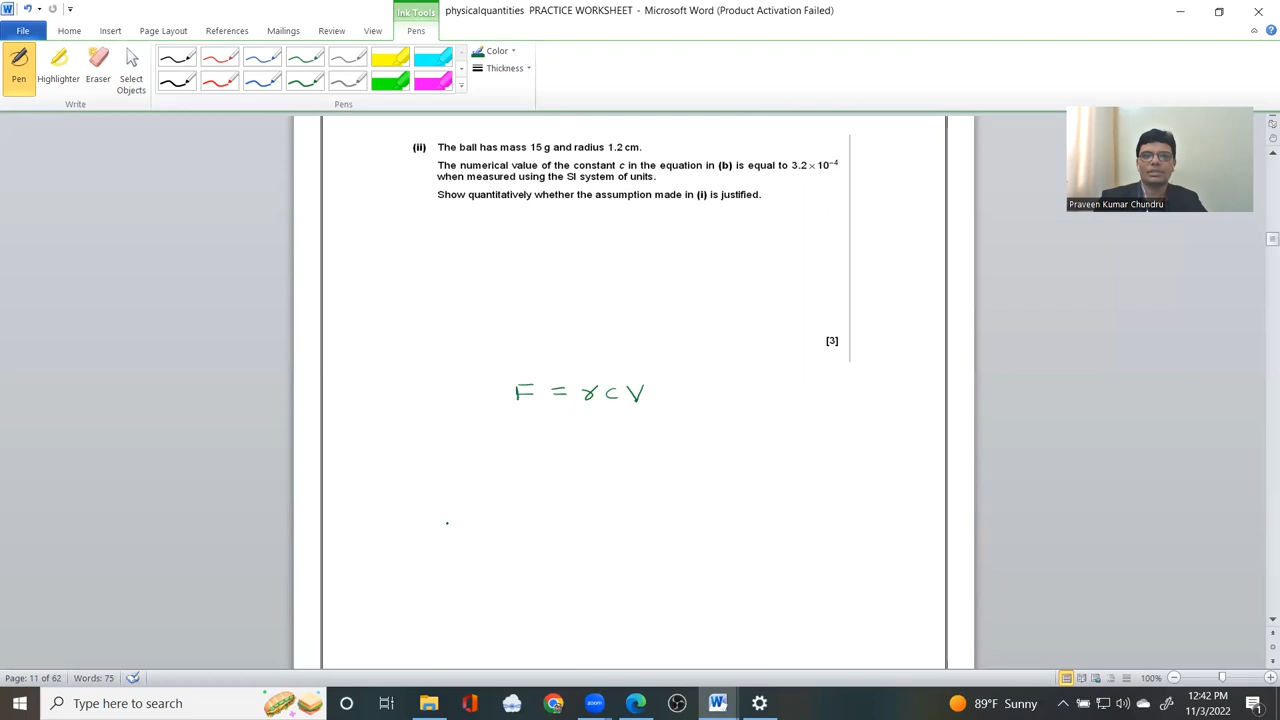 Ink Tools
physicalquantities PRACTICE WORKSHEET - Microsoft Word (Product Activation Failed)
File Home Insert Page Layout References Mailings Review View Pens
Pen Highlighter Eraser Select Objects
Color
Thickness
Write Pens
(ii) The ball has mass 15 g and radius 1.2 cm.
The numerical value of the constant c in the equation in (b) is equal to 3.2 × 10⁻⁴
when measured using the SI system of units.
Show quantitatively whether the assumption made in (i) is justified.
[3]
F = r c V
Praveen Kumar Chundru
Page: 11 of 62 Words: 75 100%
Type here to search
zoom
89°F Sunny
12:42 PM
11/3/2022